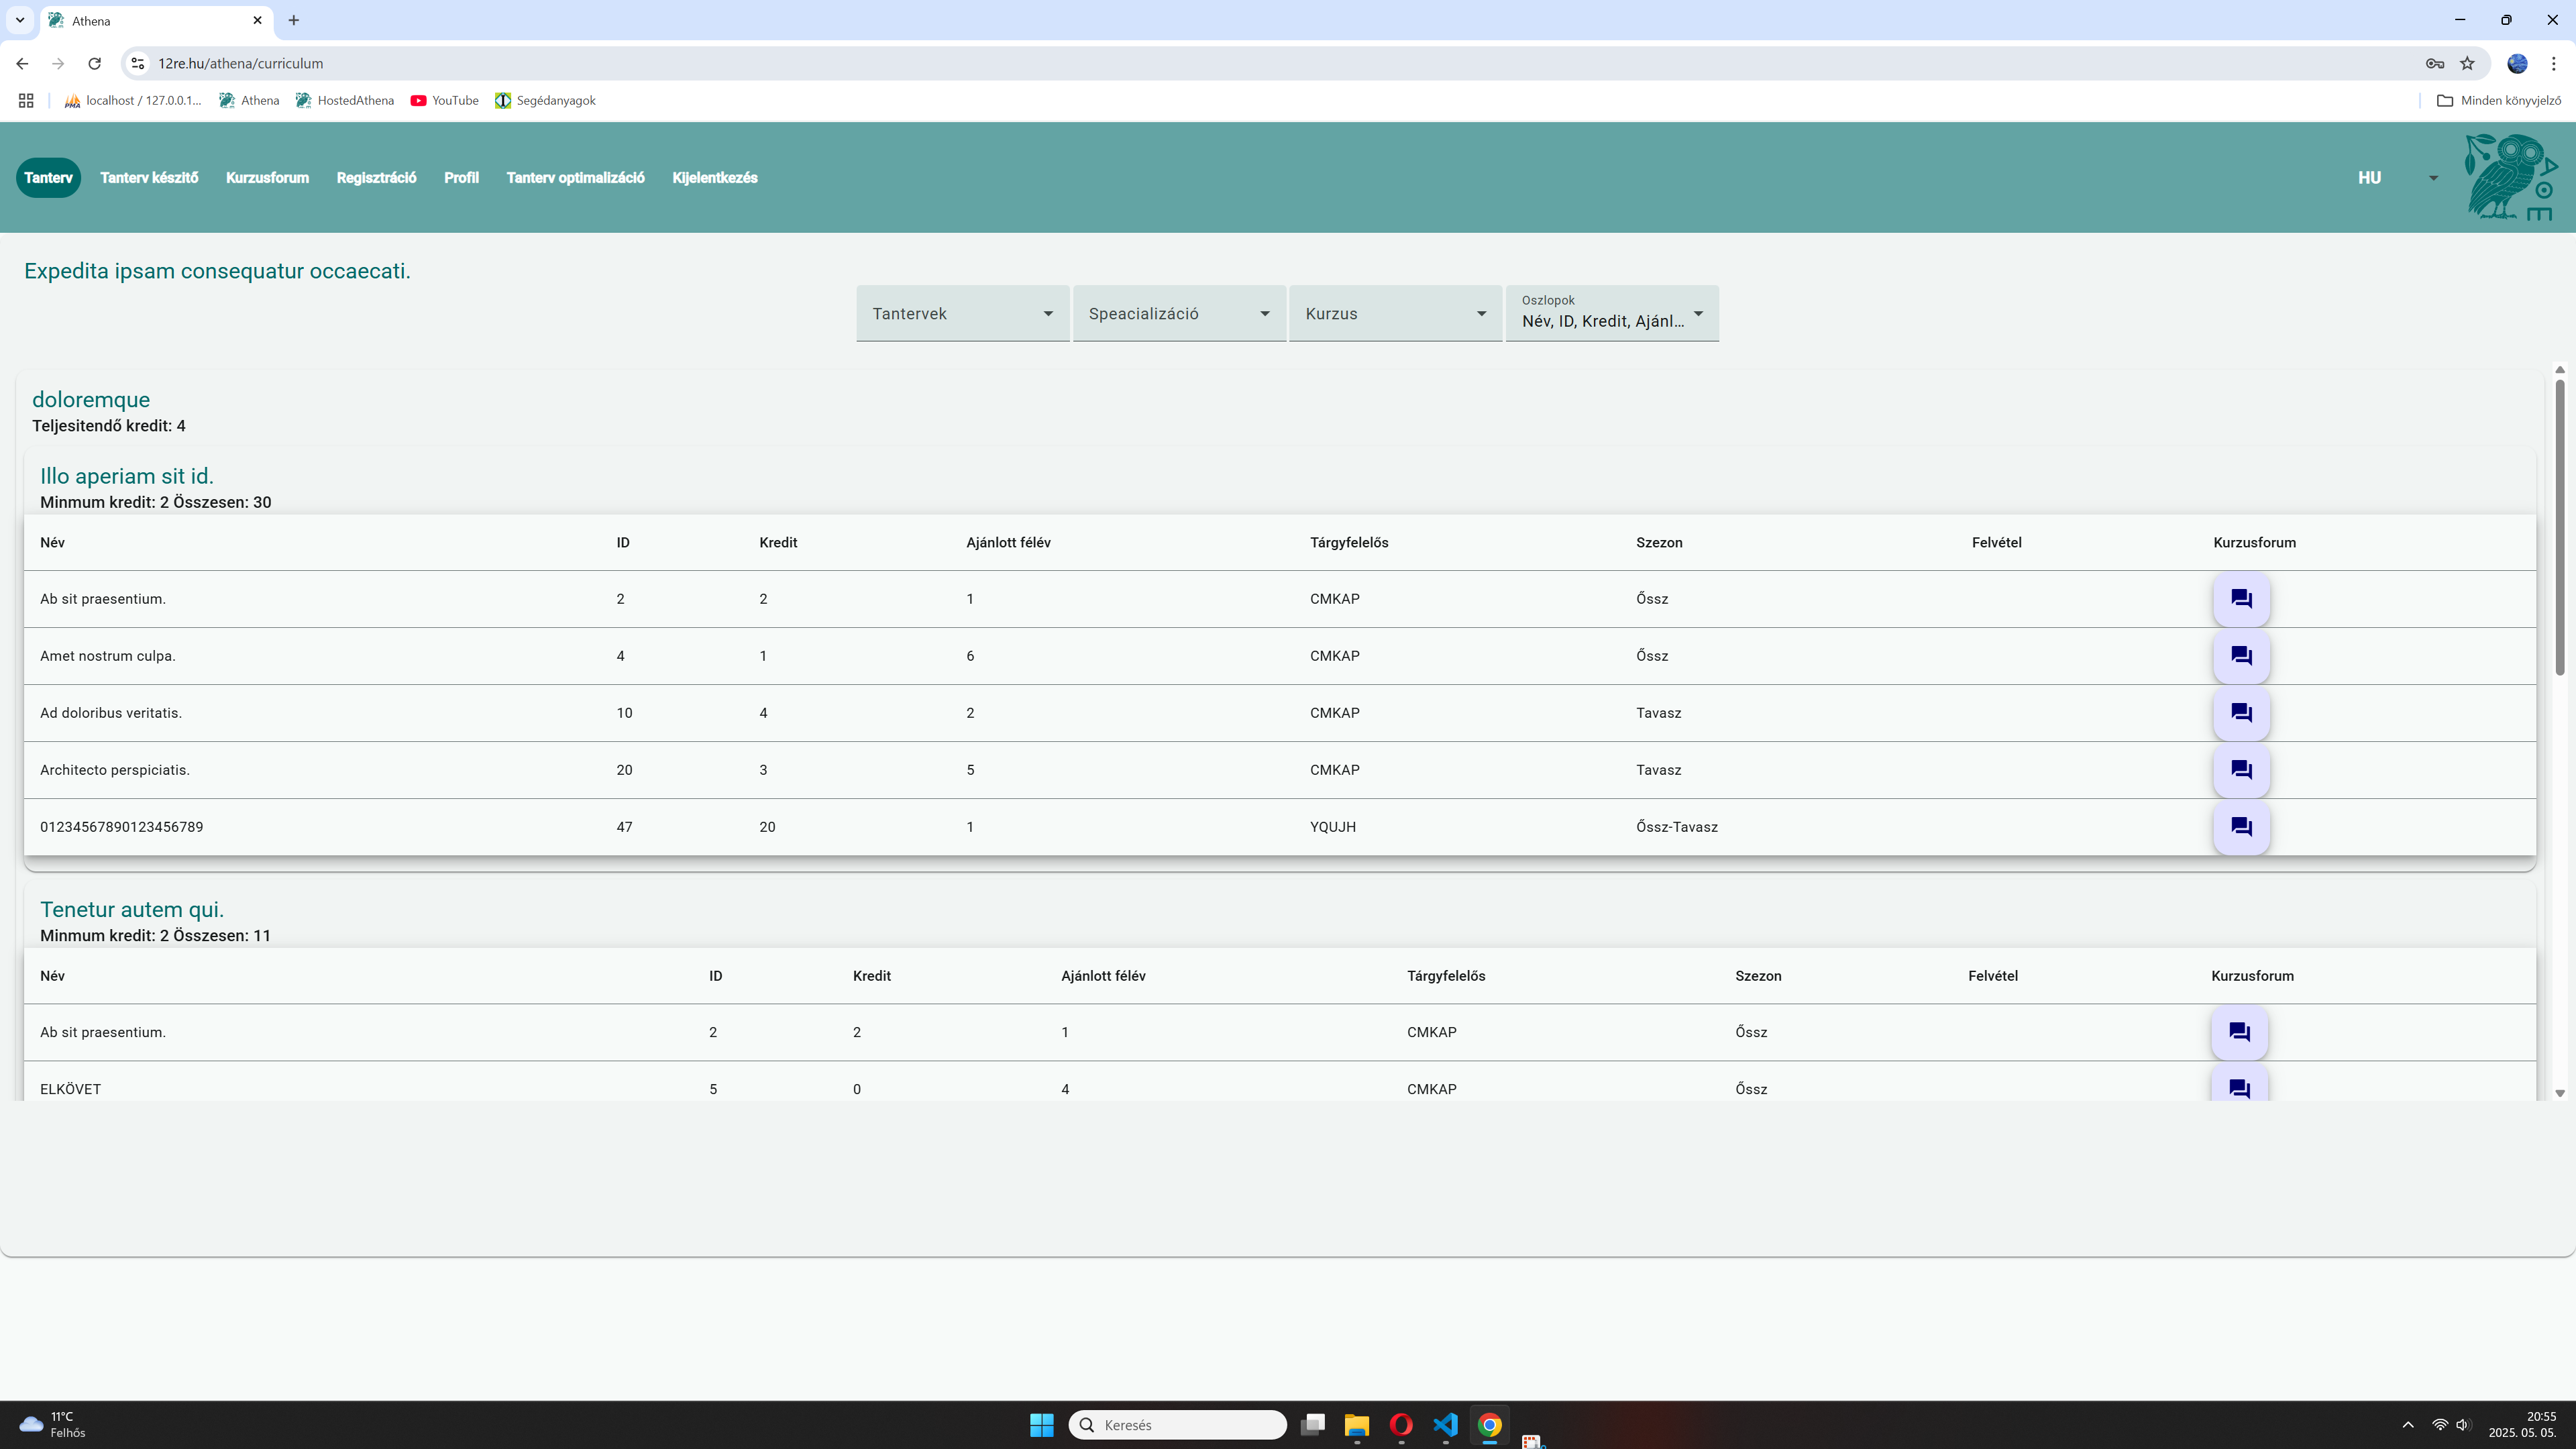 Athena
12re.hu/athena/curriculum
localhost / 127.0.0.1... Athena HostedAthena YouTube Segédanyagok Minden könyvjelző
Tanterv Tanterv készítő Kurzusforum Regisztráció Profil Tanterv optimalizáció Kijelentkezés HU
AOE
Expedita ipsam consequatur occaecati.
Tantervek Speacializáció Kurzus Oszlopok
Név, ID, Kredit, Ajánl...
doloremque
Teljesitendő kredit: 4
Illo aperiam sit id.
Minmum kredit: 2 Összesen: 30
Név ID Kredit Ajánlott félév Tárgyfelelős Szezon Felvétel Kurzusforum
Ab sit praesentium. 2 2 1 CMKAP Őssz
Amet nostrum culpa. 4 1 6 CMKAP Őssz
Ad doloribus veritatis. 10 4 2 CMKAP Tavasz
Architecto perspiciatis. 20 3 5 CMKAP Tavasz
01234567890123456789 47 20 1 YQUJH Őssz-Tavasz
Tenetur autem qui.
Minmum kredit: 2 Összesen: 11
Név ID Kredit Ajánlott félév Tárgyfelelős Szezon Felvétel Kurzusforum
Ab sit praesentium. 2 2 1 CMKAP Őssz
ELKÖVET 5 0 4 CMKAP Őssz
11°C
Felhős
Keresés
20:55
2025. 05. 05.